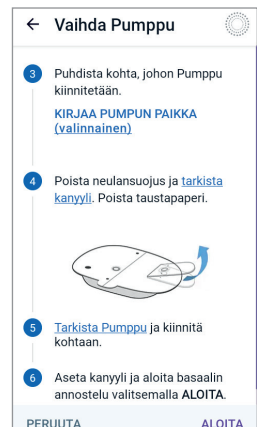 Vaihda Pumppu
3 Puhdista kohta, johon Pumppu
kiinnitetään.
KIRJAA PUMPUN PAIKKA
(valinnainen)
4 Poista neulansuojus ja tarkista
kanyyli. Poista taustapaperi.
5 Tarkista Pumppu ja kiinnitä
kohtaan.
6 Aseta kanyyli ja aloita basaalin
annostelu valitsemalla ALOITA.
PERUUTA ALOITA